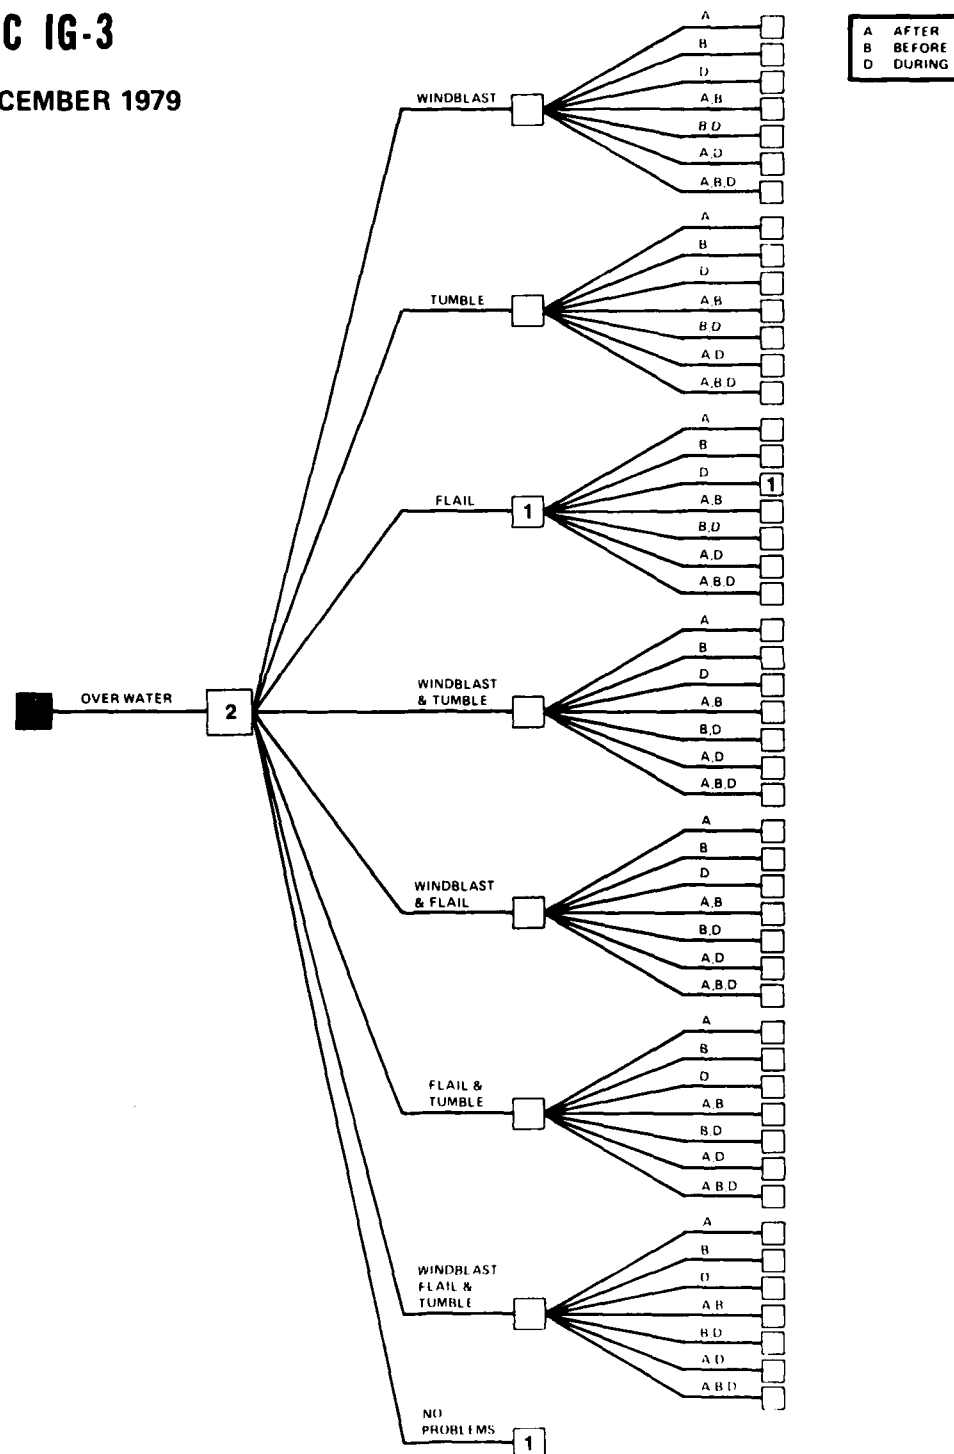 C IG-3
CEMBER 1979
A AFTER
B BEFORE
D DURING
OVER WATER
2
WINDBLAST
A
B
D
A,B
B,D
A,D
A,B,D
TUMBLE
A
B
D
A,B
B,D
A,D
A,B,D
FLAIL
1
A
B
D
1
A,B
B,D
A,D
A,B,D
WINDBLAST
& TUMBLE
A
B
D
A,B
B,D
A,D
A,B,D
WINDBLAST
& FLAIL
A
B
D
A,B
B,D
A,D
A,B,D
FLAIL &
TUMBLE
A
B
D
A,B
B,D
A,D
A,B,D
WINDBLAST
FLAIL &
TUMBLE
A
B
D
A,B
B,D
A,D
A,B,D
NO
PROBLEMS
1